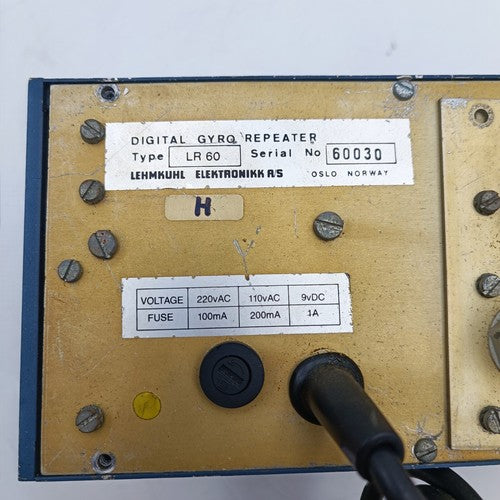 DIGITAL GYRO REPEATER
Type LR 60 Serial No 60030
LEHMKUHL ELEKTRONIKK A/S OSLO NORWAY
H
VOLTAGE 220vAC 110vAC 9vDC
FUSE 100mA 200mA 1A